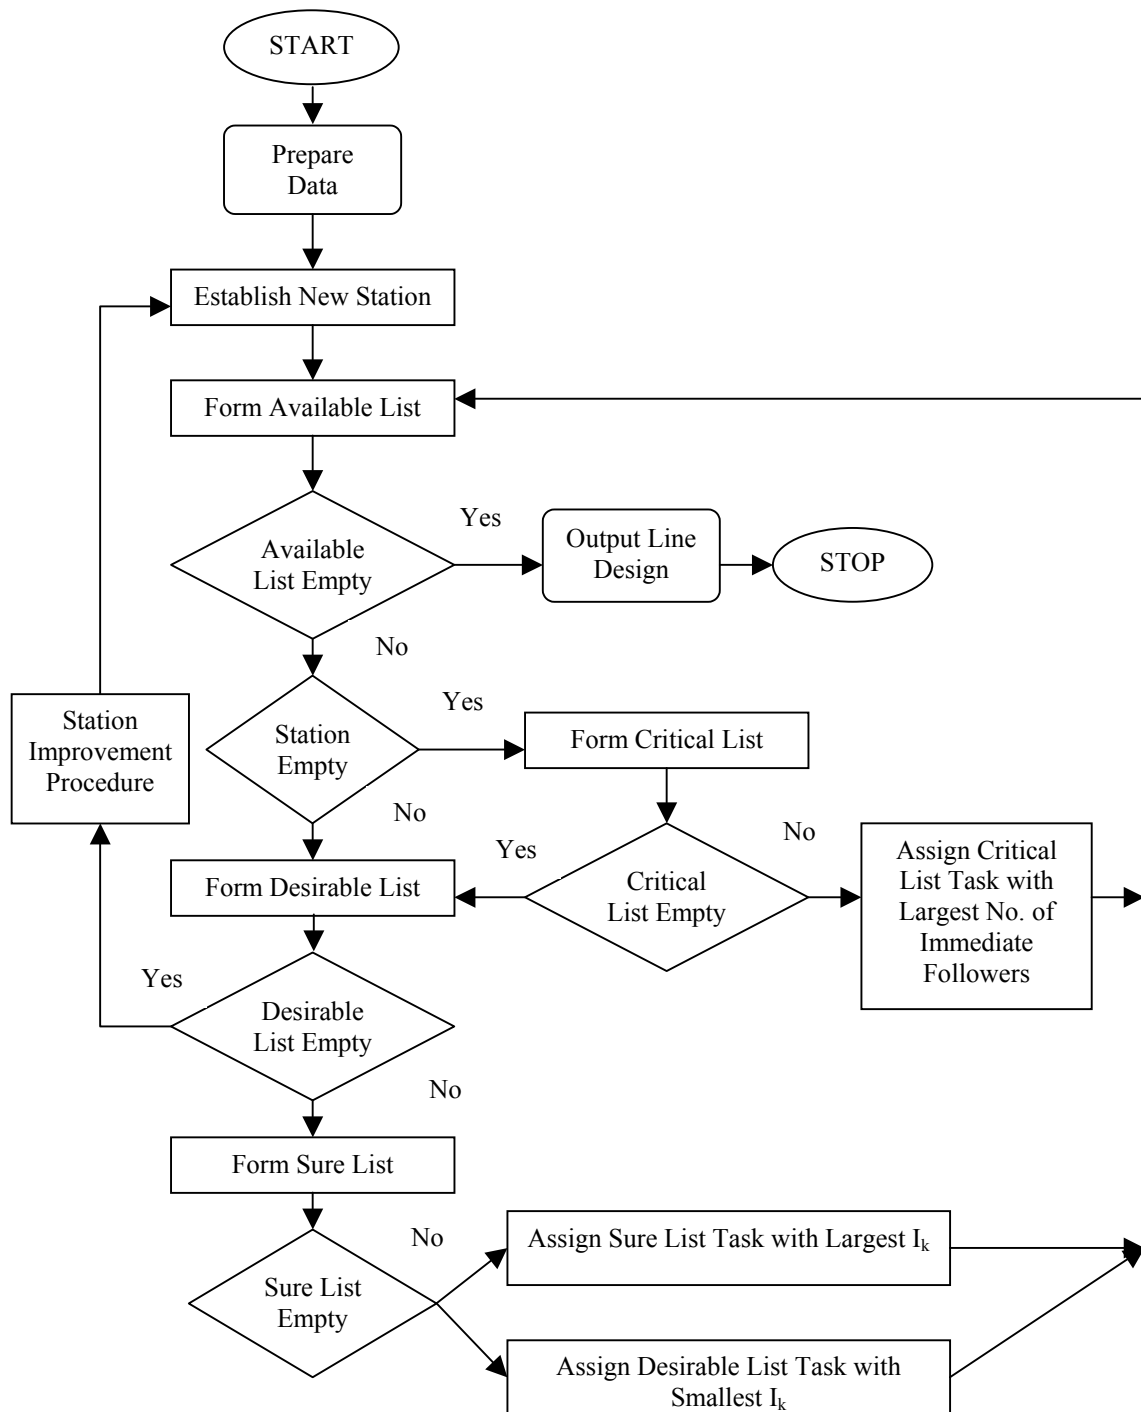 START
Prepare
Data
Establish New Station
Form Available List
Available
List Empty
Yes
Output Line
Design
STOP
No
Station
Improvement
Procedure
Station
Empty
Yes
Form Critical List
No
Form Desirable List
Yes
Critical
List Empty
No
Assign Critical
List Task with
Largest No. of
Immediate
Followers
Yes
Desirable
List Empty
No
Form Sure List
Sure List
Empty
No
Assign Sure List Task with Largest Iₖ
Assign Desirable List Task with
Smallest Iₖ